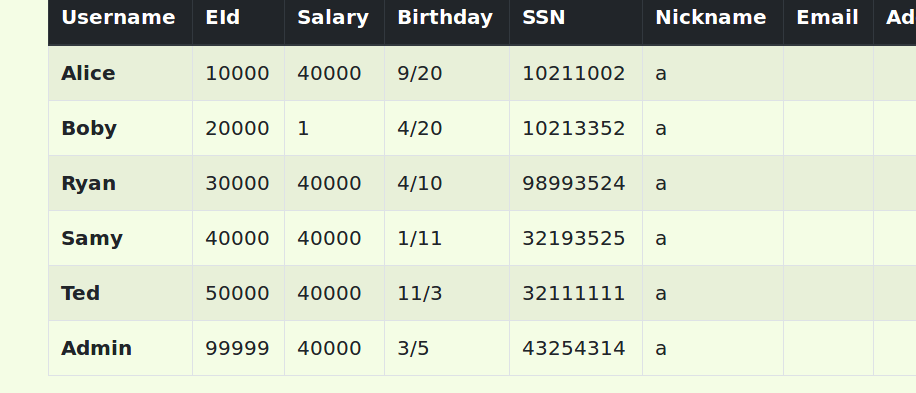 Username EId Salary Birthday SSN Nickname Email Ad
Alice 10000 40000 9/20 10211002 a
Boby 20000 1 4/20 10213352 a
Ryan 30000 40000 4/10 98993524 a
Samy 40000 40000 1/11 32193525 a
Ted 50000 40000 11/3 32111111 a
Admin 99999 40000 3/5 43254314 a